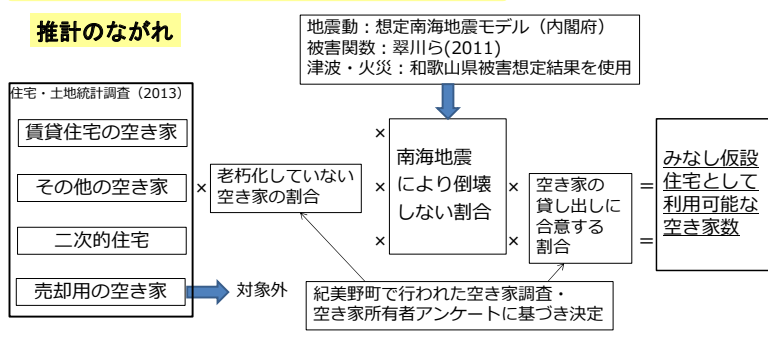 推計のながれ
地震動：想定南海地震モデル（内閣府）
被害関数：翠川ら(2011)
津波・火災：和歌山県被害想定結果を使用
住宅・土地統計調査（2013）
賃貸住宅の空き家
その他の空き家
二次的住宅
売却用の空き家
対象外
×
老朽化していない
空き家の割合
×
×
×
南海地震
により倒壊
しない割合
×
×
空き家の
貸し出しに
合意する
割合
=
=
みなし仮設
住宅として
利用可能な
空き家数
紀美野町で行われた空き家調査・
空き家所有者アンケートに基づき決定